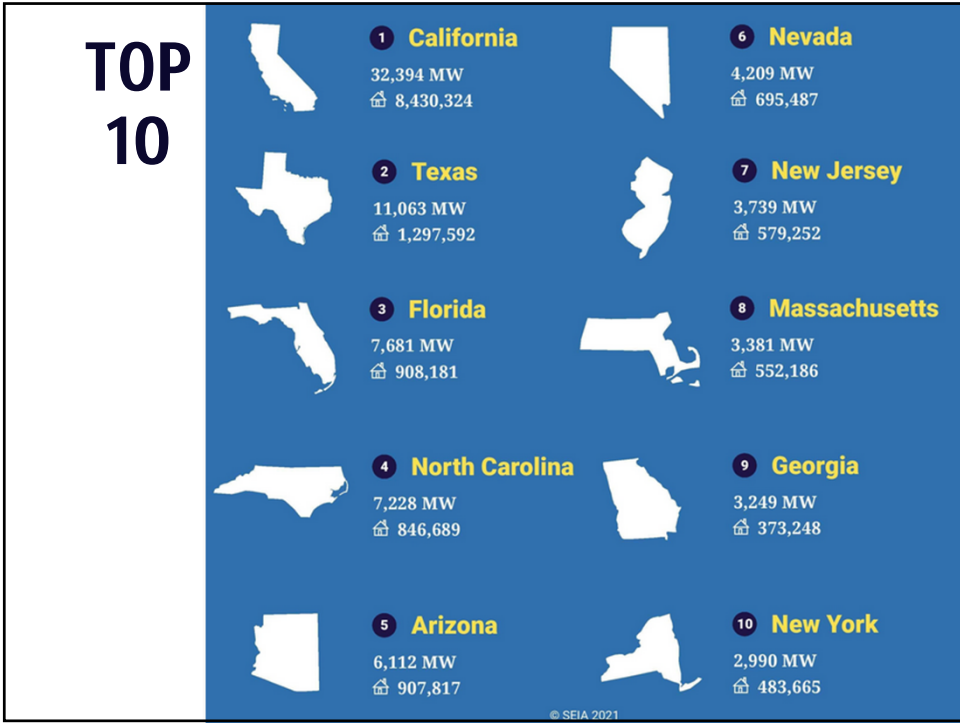 TOP
10
1 California
32,394 MW
8,430,324
2 Texas
11,063 MW
1,297,592
3 Florida
7,681 MW
908,181
4 North Carolina
7,228 MW
846,689
5 Arizona
6,112 MW
907,817
6 Nevada
4,209 MW
695,487
7 New Jersey
3,739 MW
579,252
8 Massachusetts
3,381 MW
552,186
9 Georgia
3,249 MW
373,248
10 New York
2,990 MW
483,665
© SEIA 2021